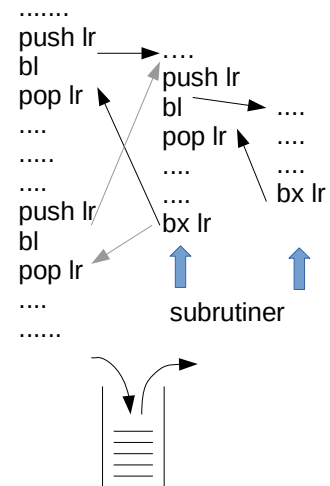 .......
push lr
bl
pop lr
....
.....
....
push lr
bl
pop lr
....
......
....
push lr
bl
pop lr
....
....
bx lr
....
....
....
bx lr
subrutiner